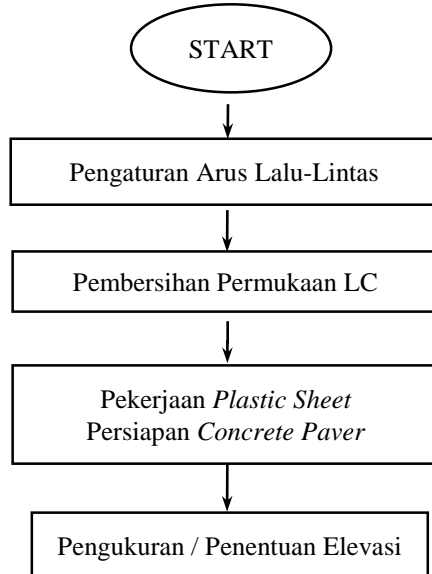 START
Pengaturan Arus Lalu-Lintas
Pembersihan Permukaan LC
Pekerjaan Plastic Sheet
Persiapan Concrete Paver
Pengukuran / Penentuan Elevasi